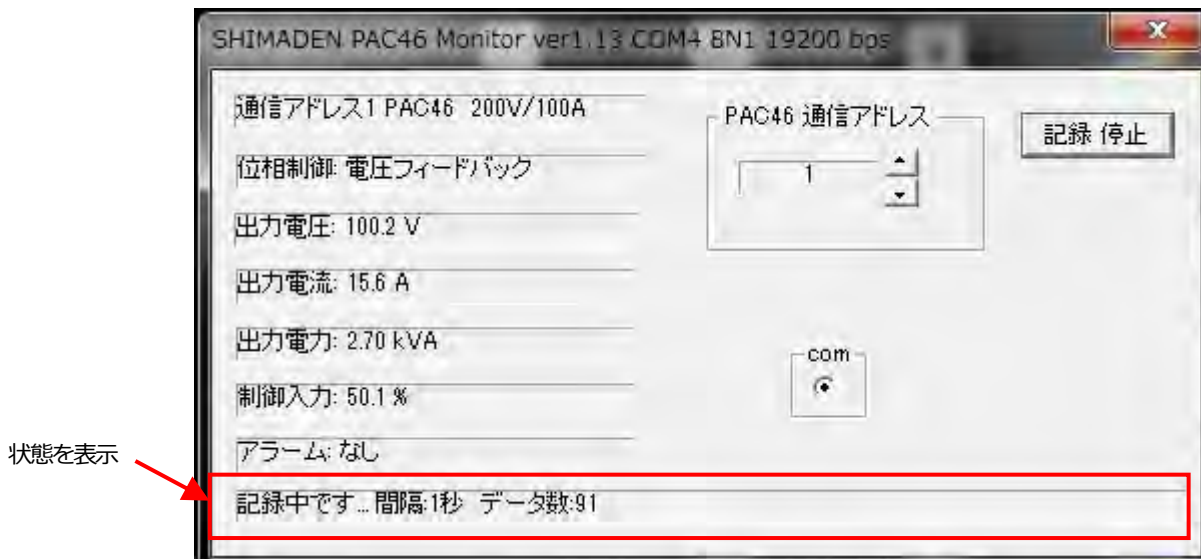 SHIMADEN PAC46 Monitor ver1.13 COM4 8N1 19200 bps
通信アドレス1 PAC46 200V/100A
PAC46 通信アドレス
記録 停止
位相制御: 電圧フィードバック
1
出力電圧: 100.2 V
出力電流: 15.6 A
出力電力: 2.70 kVA
com
制御入力: 50.1 %
状態を表示
アラーム: なし
記録中です... 間隔:1秒 データ数:91